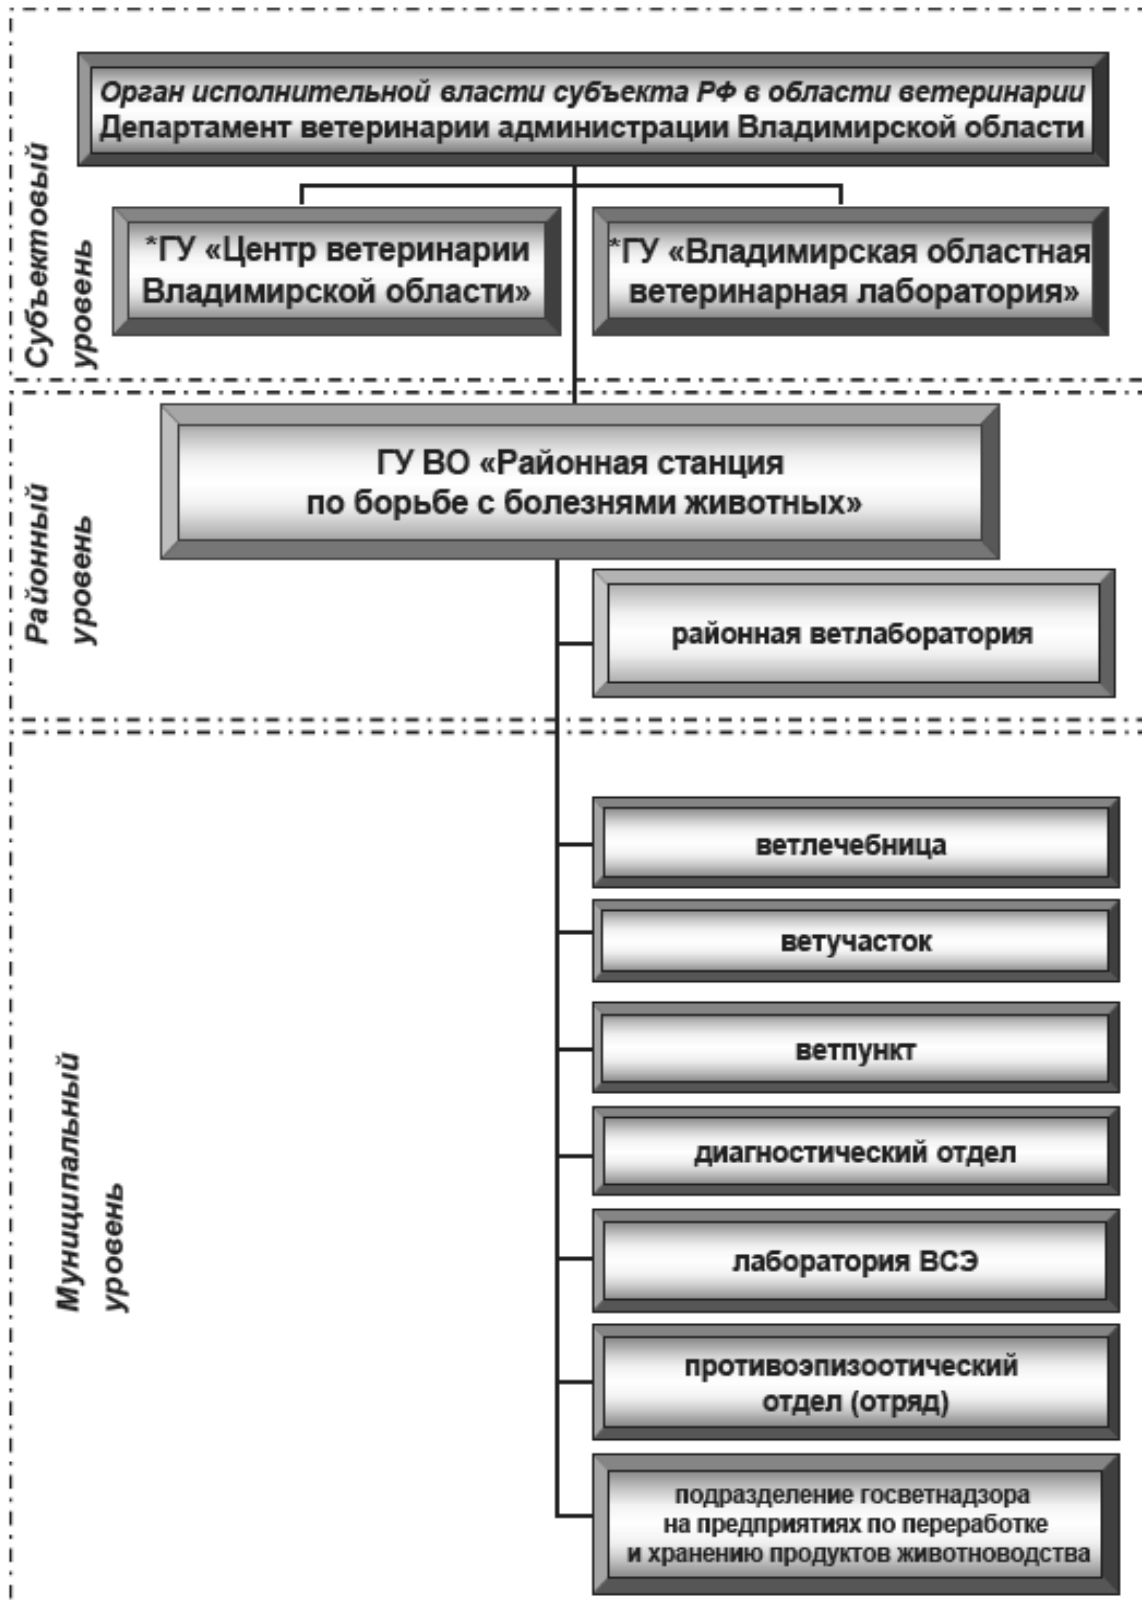 Субъектовый
уровень
Орган исполнительной власти субъекта РФ в области ветеринарии
Департамент ветеринарии администрации Владимирской области
*ГУ «Центр ветеринарии
Владимирской области»
*ГУ «Владимирская областная
ветеринарная лаборатория»
Районный
уровень
ГУ ВО «Районная станция
по борьбе с болезнями животных»
районная ветлаборатория
Муниципальный
уровень
ветлечебница
ветучасток
ветпункт
диагностический отдел
лаборатория ВСЭ
противоэпизоотический
отдел (отряд)
подразделение госветнадзора
на предприятиях по переработке
и хранению продуктов животноводства